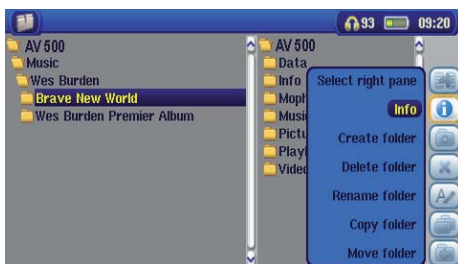 93 09:20
AV 500
Music
Wes Burden
Brave New World
Wes Burden Premier Album
AV 500
Data
Info
Moph
Musi
Pictu
Playl
Video
Select right pane
Info
Create folder
Delete folder
Rename folder
Copy folder
Move folder